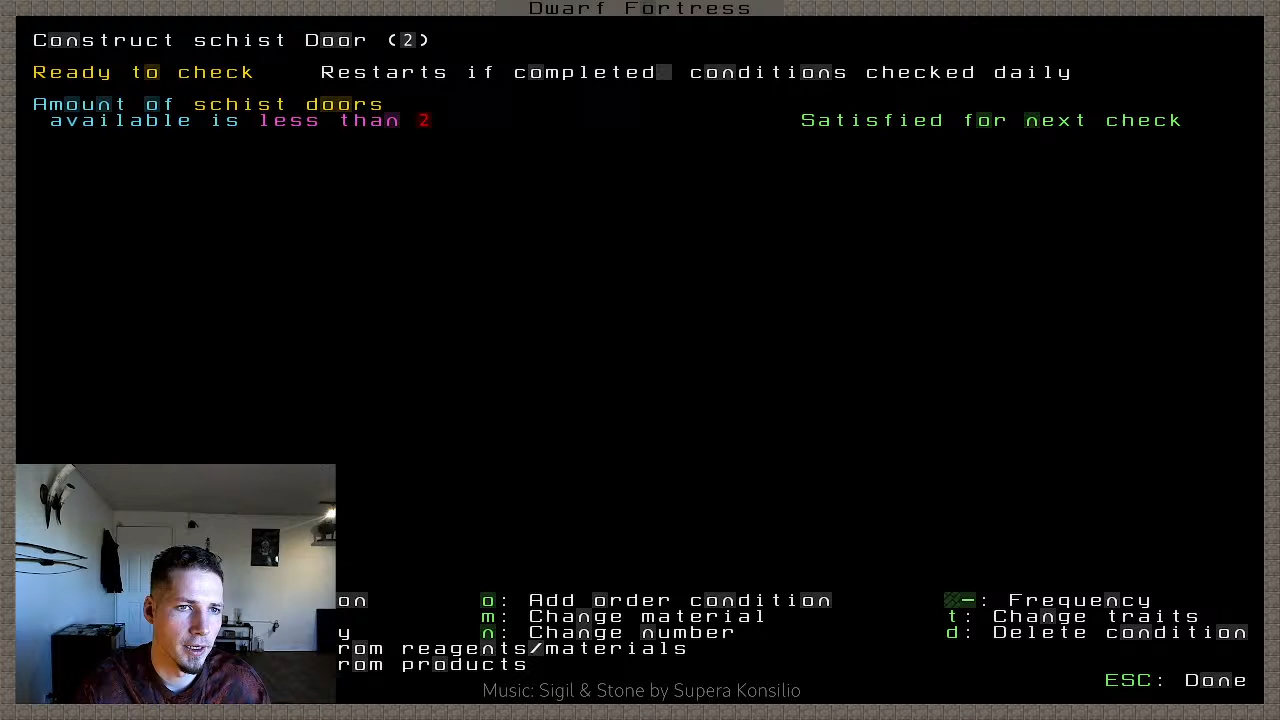 Dwarf Fortress
Construct schist Door (2)
Ready to check Restarts if completed conditions checked daily
Amount of schist doors
available is less than 2 Satisfied for next check
on o: Add order condition -: Frequency
m: Change material t: Change traits
y n: Change number d: Delete condition
rom reagents/materials
rom products
ESC: Done
Music: Sigil & Stone by Supera Konsilio